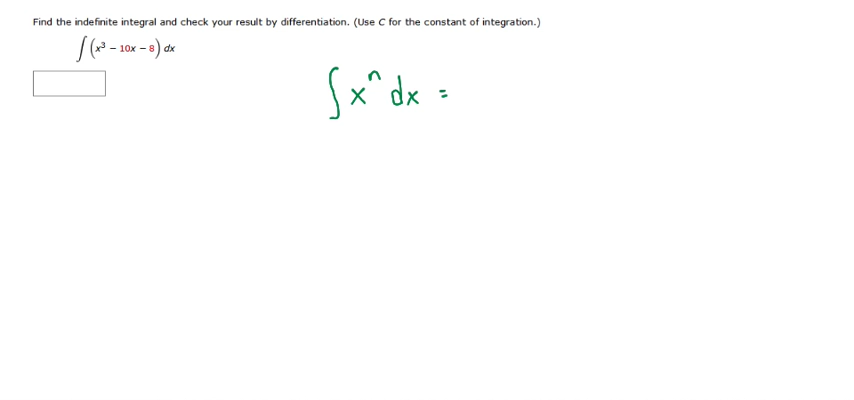 Find the indefinite integral and check your result by differentiation. (Use C for the constant of integration.)
∫ (x³ – 10x – 8) dx
∫ xⁿ dx =